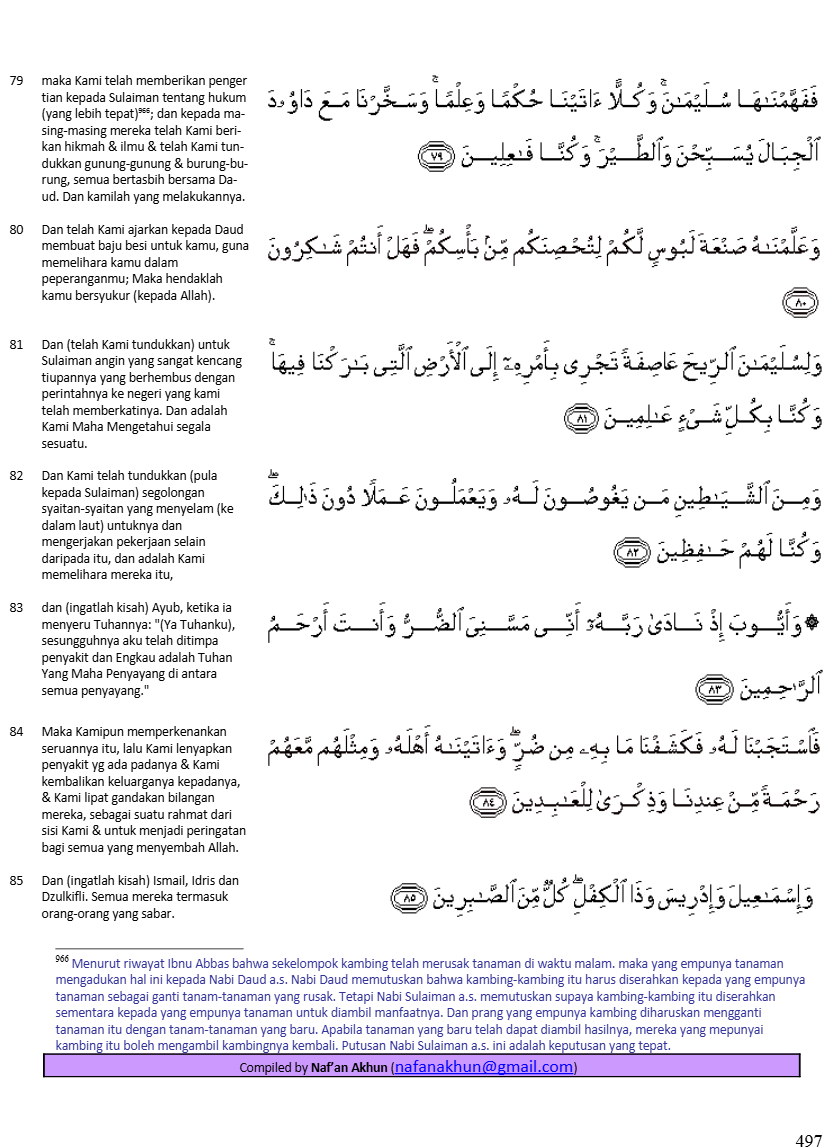 79 maka Kami telah memberikan penger
tian kepada Sulaiman tentang hukum
(yang lebih tepat)966; dan kepada ma-
sing-masing mereka telah Kami beri-
kan hikmah & ilmu & telah Kami tun-
dukkan gunung-gunung & burung-bu-
rung, semua bertasbih bersama Da-
ud. Dan kamilah yang melakukannya.
فَفَهَّمْنَـٰهَا سُلَيْمَـٰنَ ۚ وَكُلًّا ءَاتَيْنَا حُكْمًا وَعِلْمًا ۚ وَسَخَّرْنَا مَعَ دَاوُۥدَ
ٱلْجِبَالَ يُسَبِّحْنَ وَٱلطَّيْرَ ۚ وَكُنَّا فَـٰعِلِينَ ٧٩
80 Dan telah Kami ajarkan kepada Daud
membuat baju besi untuk kamu, guna
memelihara kamu dalam
peperanganmu; Maka hendaklah
kamu bersyukur (kepada Allah).
وَعَلَّمْنَـٰهُ صَنْعَةَ لَبُوسٍ لَّكُمْ لِتُحْصِنَكُم مِّنۢ بَأْسِكُمْ ۖ فَهَلْ أَنتُمْ شَـٰكِرُونَ
٨٠
81 Dan (telah Kami tundukkan) untuk
Sulaiman angin yang sangat kencang
tiupannya yang berhembus dengan
perintahnya ke negeri yang kami
telah memberkatinya. Dan adalah
Kami Maha Mengetahui segala
sesuatu.
وَلِسُلَيْمَـٰنَ ٱلرِّيحَ عَاصِفَةً تَجْرِى بِأَمْرِهِۦٓ إِلَى ٱلْأَرْضِ ٱلَّتِى بَـٰرَكْنَا فِيهَا ۚ
وَكُنَّا بِكُلِّ شَىْءٍ عَـٰلِمِينَ ٨١
82 Dan Kami telah tundukkan (pula
kepada Sulaiman) segolongan
syaitan-syaitan yang menyelam (ke
dalam laut) untuknya dan
mengerjakan pekerjaan selain
daripada itu, dan adalah Kami
memelihara mereka itu,
وَمِنَ ٱلشَّيَـٰطِينِ مَن يَغُوصُونَ لَهُۥ وَيَعْمَلُونَ عَمَلًا دُونَ ذَٰلِكَ ۖ
وَكُنَّا لَهُمْ حَـٰفِظِينَ ٨٢
83 dan (ingatlah kisah) Ayub, ketika ia
menyeru Tuhannya: "(Ya Tuhanku),
sesungguhnya aku telah ditimpa
penyakit dan Engkau adalah Tuhan
Yang Maha Penyayang di antara
semua penyayang."
۞ وَأَيُّوبَ إِذْ نَادَىٰ رَبَّهُۥٓ أَنِّى مَسَّنِىَ ٱلضُّرُّ وَأَنتَ أَرْحَمُ
ٱلرَّٰحِمِينَ ٨٣
84 Maka Kamipun memperkenankan
seruannya itu, lalu Kami lenyapkan
penyakit yg ada padanya & Kami
kembalikan keluarganya kepadanya,
& Kami lipat gandakan bilangan
mereka, sebagai suatu rahmat dari
sisi Kami & untuk menjadi peringatan
bagi semua yang menyembah Allah.
فَٱسْتَجَبْنَا لَهُۥ فَكَشَفْنَا مَا بِهِۦ مِن ضُرٍّ ۖ وَءَاتَيْنَـٰهُ أَهْلَهُۥ وَمِثْلَهُم مَّعَهُمْ
رَحْمَةً مِّنْ عِندِنَا وَذِكْرَىٰ لِلْعَـٰبِدِينَ ٨٤
85 Dan (ingatlah kisah) Ismail, Idris dan
Dzulkifli. Semua mereka termasuk
orang-orang yang sabar.
وَإِسْمَـٰعِيلَ وَإِدْرِيسَ وَذَا ٱلْكِفْلِ ۖ كُلٌّ مِّنَ ٱلصَّـٰبِرِينَ ٨٥
966 Menurut riwayat Ibnu Abbas bahwa sekelompok kambing telah merusak tanaman di waktu malam. maka yang empunya tanaman
mengadukan hal ini kepada Nabi Daud a.s. Nabi Daud memutuskan bahwa kambing-kambing itu harus diserahkan kepada yang empunya
tanaman sebagai ganti tanam-tanaman yang rusak. Tetapi Nabi Sulaiman a.s. memutuskan supaya kambing-kambing itu diserahkan
sementara kepada yang empunya tanaman untuk diambil manfaatnya. Dan prang yang empunya kambing diharuskan mengganti
tanaman itu dengan tanam-tanaman yang baru. Apabila tanaman yang baru telah dapat diambil hasilnya, mereka yang mepunyai
kambing itu boleh mengambil kambingnya kembali. Putusan Nabi Sulaiman a.s. ini adalah keputusan yang tepat.
Compiled by Naf’an Akhun (nafanakhun@gmail.com)
497